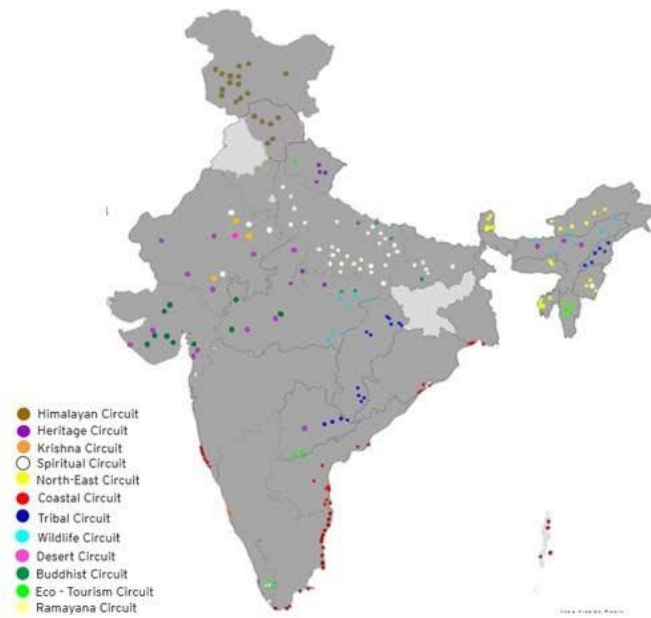 Himalayan Circuit
Heritage Circuit
Krishna Circuit
Spiritual Circuit
North-East Circuit
Coastal Circuit
Tribal Circuit
Wildlife Circuit
Desert Circuit
Buddhist Circuit
Eco - Tourism Circuit
Ramayana Circuit